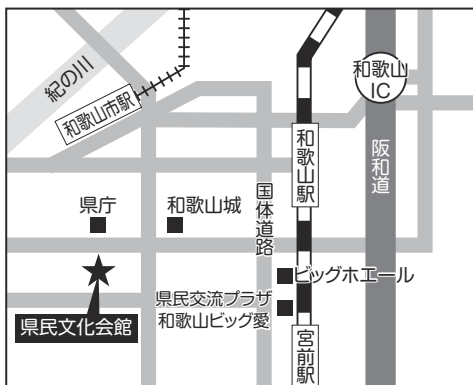 紀の川
和歌山市駅
和歌山
IC
和歌山駅
阪和道
国体道路
県庁
和歌山城
ビッグホエール
県民交流プラザ
和歌山ビッグ愛
県民文化会館
宮前駅